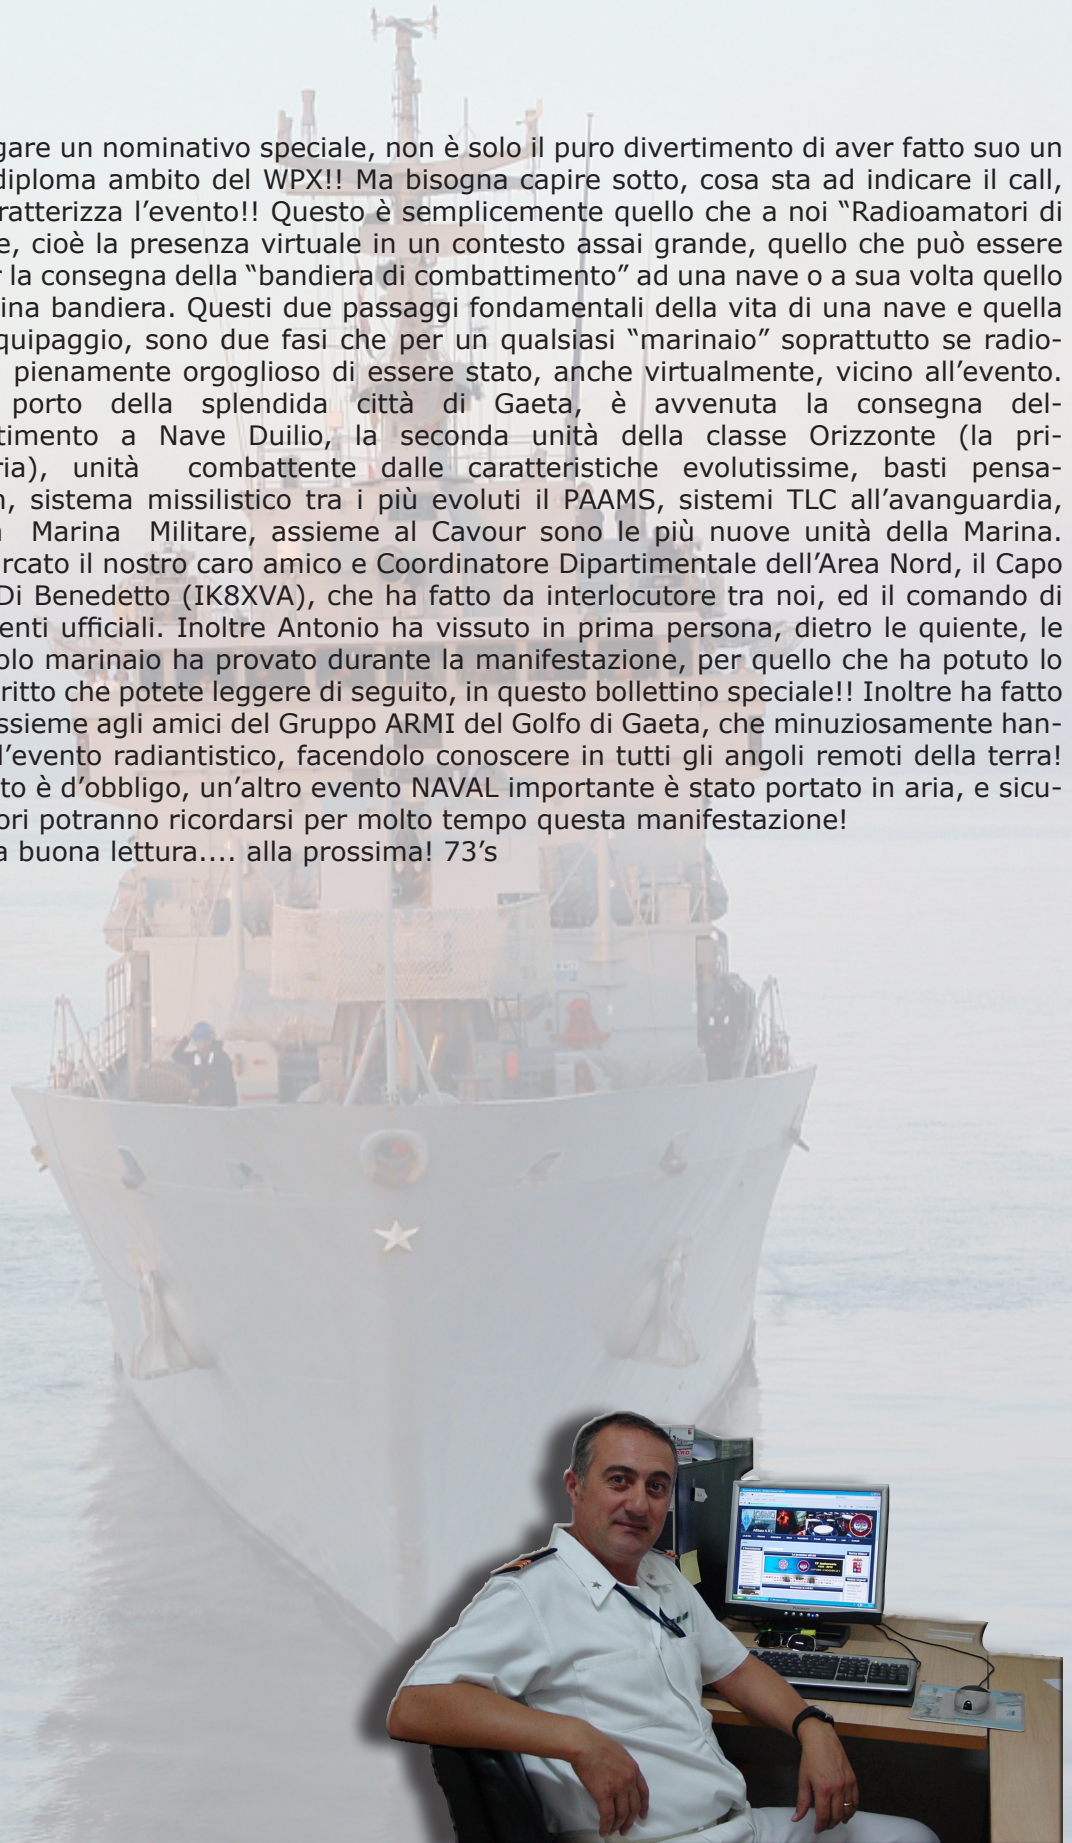 gare un nominativo speciale, non è solo il puro divertimento di aver fatto suo un
diploma ambito del WPX!! Ma bisogna capire sotto, cosa sta ad indicare il call,
ratterizza l’evento!! Questo è semplicemente quello che a noi “Radioamatori di
e, cioè la presenza virtuale in un contesto assai grande, quello che può essere
r la consegna della “bandiera di combattimento” ad una nave o a sua volta quello
ina bandiera. Questi due passaggi fondamentali della vita di una nave e quella
quipaggio, sono due fasi che per un qualsiasi “marinaio” soprattutto se radio-
pienamente orgoglioso di essere stato, anche virtualmente, vicino all’evento.
porto della splendida città di Gaeta, è avvenuta la consegna del-
timento a Nave Duilio, la seconda unità della classe Orizzonte (la pri-
ria), unità combattente dalle caratteristiche evolutissime, basti pensa-
n, sistema missilistico tra i più evoluti il PAAMS, sistemi TLC all’avanguardia,
a Marina Militare, assieme al Cavour sono le più nuove unità della Marina.
rcato il nostro caro amico e Coordinatore Dipartimentale dell’Area Nord, il Capo
Di Benedetto (IK8XVA), che ha fatto da interlocutore tra noi, ed il comando di
enti ufficiali. Inoltre Antonio ha vissuto in prima persona, dietro le quiente, le
olo marinaio ha provato durante la manifestazione, per quello che ha potuto lo
ritto che potete leggere di seguito, in questo bollettino speciale!! Inoltre ha fatto
ssieme agli amici del Gruppo ARMI del Golfo di Gaeta, che minuziosamente han-
l’evento radiantistico, facendolo conoscere in tutti gli angoli remoti della terra!
to è d’obbligo, un’altro evento NAVAL importante è stato portato in aria, e sicu-
ori potranno ricordarsi per molto tempo questa manifestazione!
a buona lettura.... alla prossima! 73’s